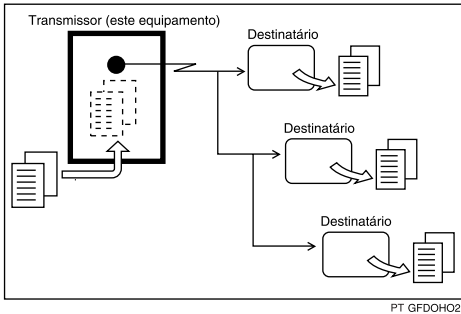 Transmissor (este equipamento)
Destinatário
Destinatário
Destinatário
PT GFDOHO2